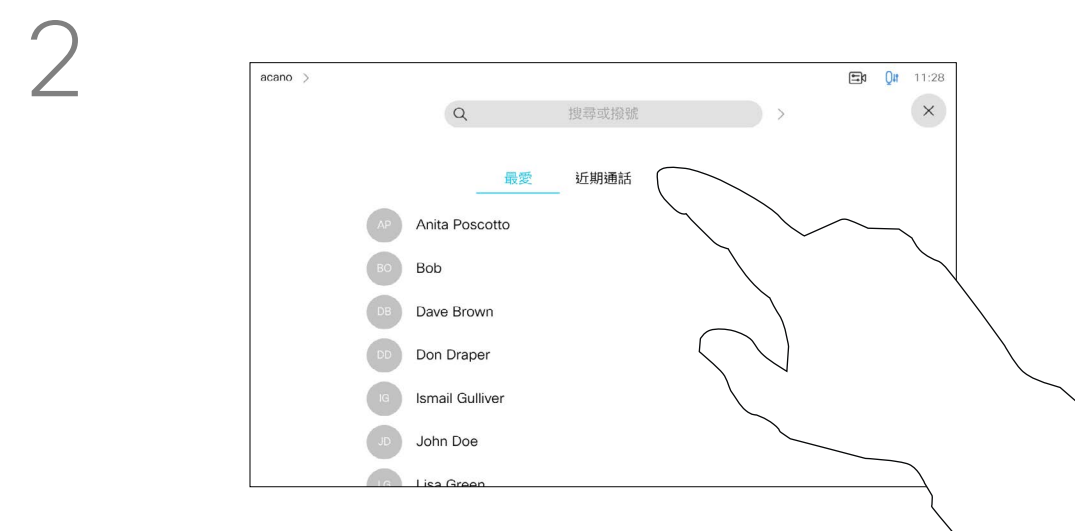 2
acano >
11:28
搜尋或撥號 >
最愛 近期通話
AP Anita Poscotto
BO Bob
DB Dave Brown
DD Don Draper
IG Ismail Gulliver
JD John Doe
LG Lisa Green